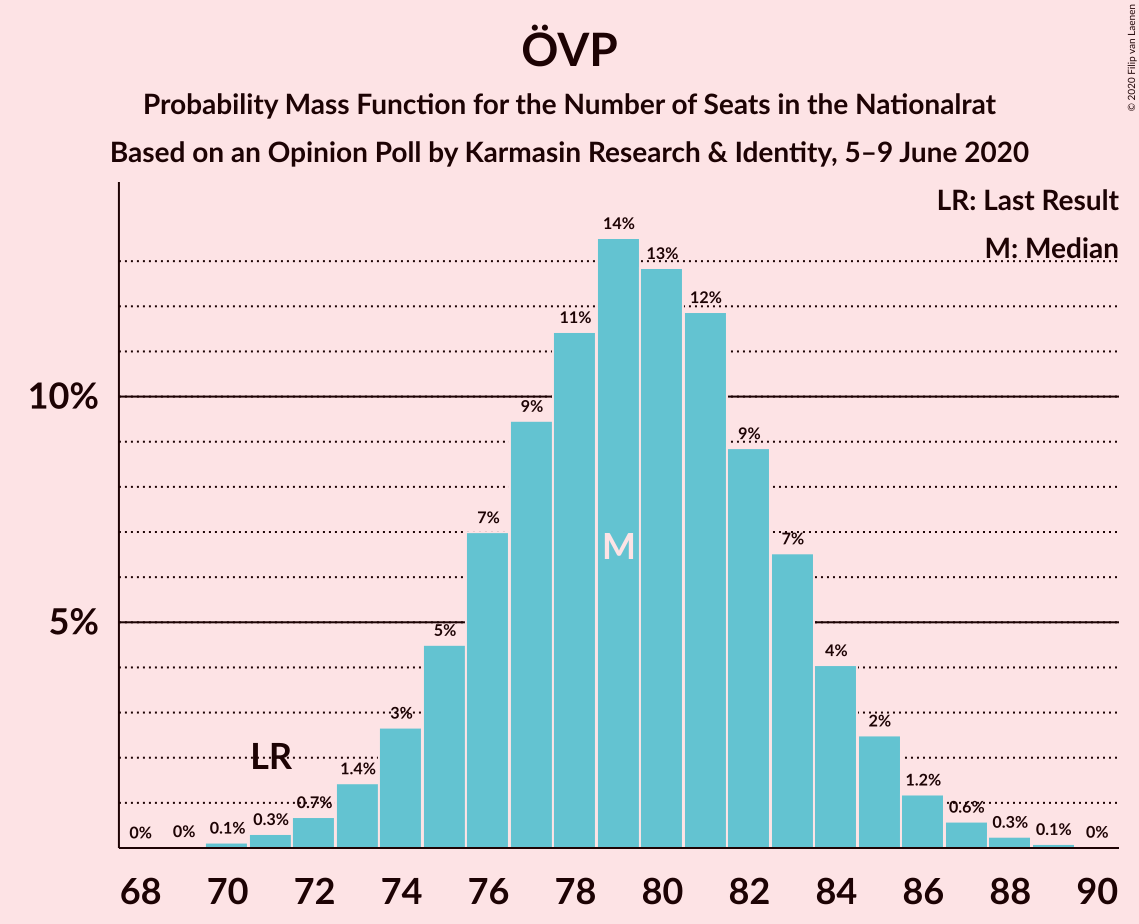 ÖVP
Probability Mass Function for the Number of Seats in the Nationalrat
Based on an Opinion Poll by Karmasin Research & Identity, 5–9 June 2020
© 2020 Filip van Laenen
LR: Last Result
M: Median
10%
5%
0%
0%
0.1%
0.3%
0.7%
1.4%
3%
5%
7%
9%
11%
14%
13%
12%
9%
7%
4%
2%
1.2%
0.6%
0.3%
0.1%
0%
LR
M
68 70 72 74 76 78 80 82 84 86 88 90